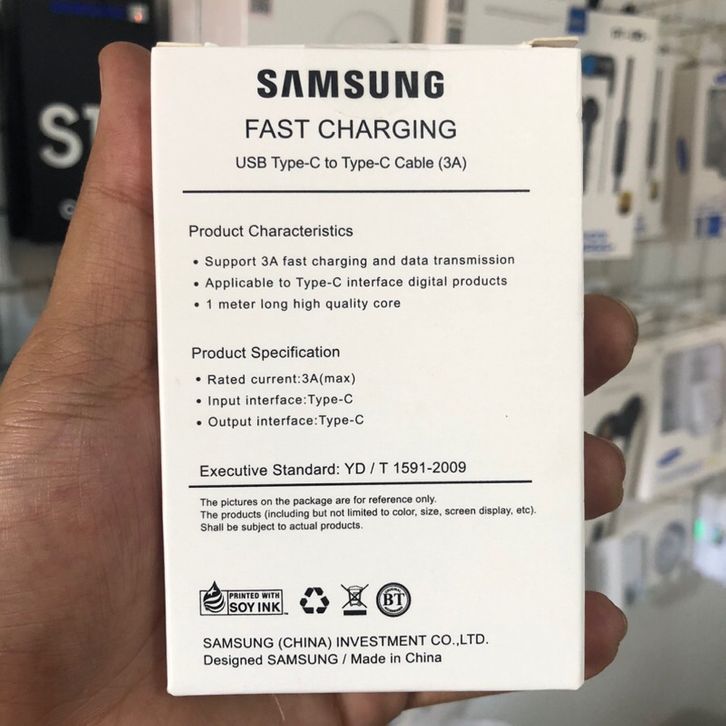 SAMSUNG
FAST CHARGING
USB Type-C to Type-C Cable (3A)
Product Characteristics
• Support 3A fast charging and data transmission
• Applicable to Type-C interface digital products
• 1 meter long high quality core
Product Specification
• Rated current:3A(max)
• Input interface:Type-C
• Output interface:Type-C
Executive Standard: YD / T 1591-2009
The pictures on the package are for reference only.
The products (including but not limited to color, size, screen display, etc).
Shall be subject to actual products.
PRINTED WITH
SOY INK
BT
SAMSUNG (CHINA) INVESTMENT CO.,LTD.
Designed SAMSUNG / Made in China